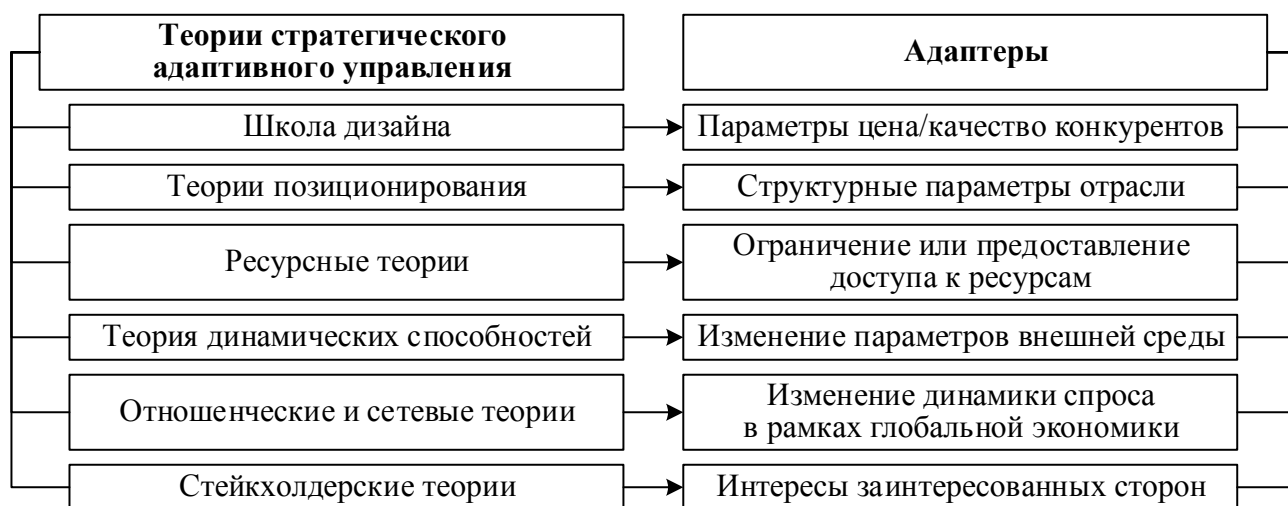 Теории стратегического
адаптивного управления
Адаптеры
Школа дизайна
Параметры цена/качество конкурентов
Теории позиционирования
Структурные параметры отрасли
Ресурсные теории
Ограничение или предоставление
доступа к ресурсам
Теория динамических способностей
Изменение параметров внешней среды
Отношенческие и сетевые теории
Изменение динамики спроса
в рамках глобальной экономики
Стейкхолдерские теории
Интересы заинтересованных сторон